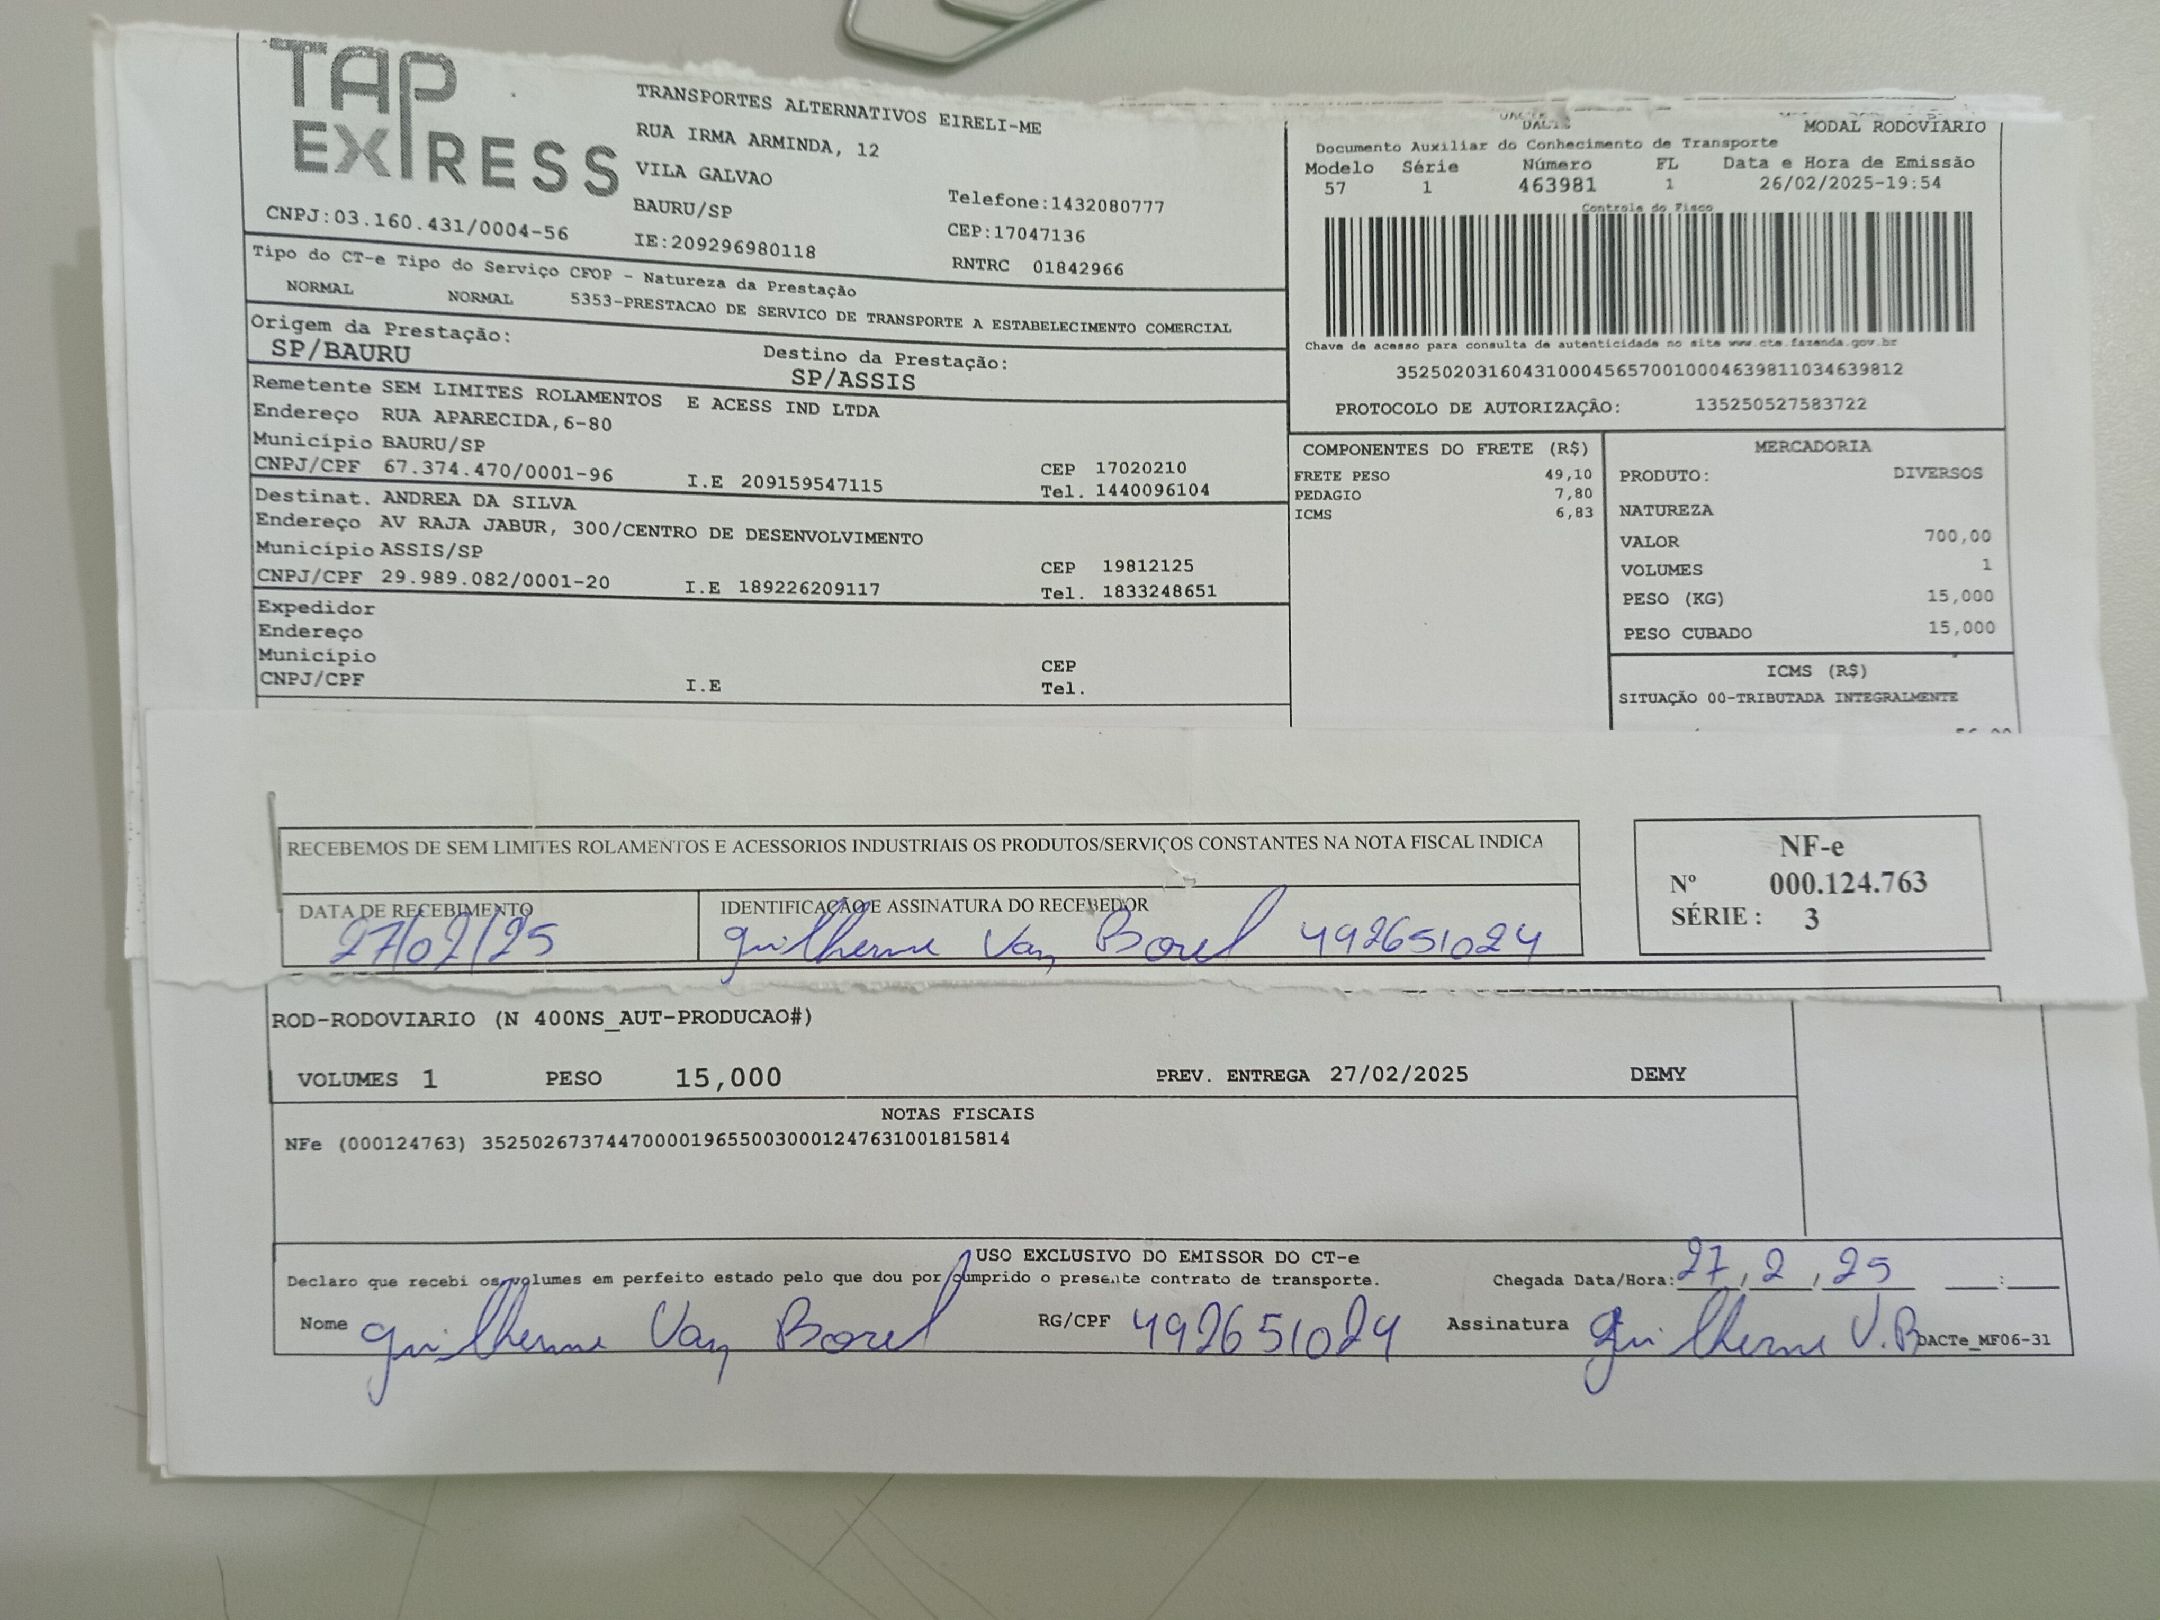 TAP
EXPRESS
CNPJ:03.160.431/0004-56
TRANSPORTES ALTERNATIVOS EIRELI-ME
RUA IRMA ARMINDA, 12
VILA GALVAO
BAURU/SP
IE:209296980118
Telefone:1432080777
CEP:17047136
RNTRC 01842966
Tipo do CT-e Tipo do Serviço CFOP - Natureza da Prestação
NORMAL NORMAL 5353-PRESTACAO DE SERVICO DE TRANSPORTE A ESTABELECIMENTO COMERCIAL
Origem da Prestação: Destino da Prestação:
SP/BAURU SP/ASSIS
Remetente SEM LIMITES ROLAMENTOS E ACESS IND LTDA
Endereço RUA APARECIDA,6-80
Município BAURU/SP CEP 17020210
CNPJ/CPF 67.374.470/0001-96 I.E 209159547115 Tel. 1440096104
Destinat. ANDREA DA SILVA
Endereço AV RAJA JABUR, 300/CENTRO DE DESENVOLVIMENTO
Município ASSIS/SP CEP 19812125
CNPJ/CPF 29.989.082/0001-20 I.E 189226209117 Tel. 1833248651
Expedidor
Endereço
Município CEP
CNPJ/CPF I.E Tel.
DACTE MODAL RODOVIARIO
Documento Auxiliar do Conhecimento de Transporte
Modelo Série Número FL Data e Hora de Emissão
57 1 463981 1 26/02/2025-19:54
Controle do Fisco
Chave de acesso para consulta de autenticidade no site www.cte.fazenda.gov.br
35250203160431000456570010004639811034639812
PROTOCOLO DE AUTORIZAÇÃO: 135250527583722
COMPONENTES DO FRETE (R$)
FRETE PESO 49,10
PEDAGIO 7,80
ICMS 6,83
MERCADORIA
PRODUTO: DIVERSOS
NATUREZA
VALOR 700,00
VOLUMES 1
PESO (KG) 15,000
PESO CUBADO 15,000
ICMS (R$)
SITUAÇÃO 00-TRIBUTADA INTEGRALMENTE
RECEBEMOS DE SEM LIMITES ROLAMENTOS E ACESSORIOS INDUSTRIAIS OS PRODUTOS/SERVIÇOS CONSTANTES NA NOTA FISCAL INDICA
DATA DE RECEBIMENTO IDENTIFICAÇÃO E ASSINATURA DO RECEBEDOR
27/02/25 Guilherme Van Borel 492651024
NF-e
Nº 000.124.763
SÉRIE : 3
ROD-RODOVIARIO (N 400NS_AUT-PRODUCAO#)
VOLUMES 1 PESO 15,000 PREV. ENTREGA 27/02/2025 DEMY
NOTAS FISCAIS
NFe (000124763) 35250267374470000196550030001247631001815814
USO EXCLUSIVO DO EMISSOR DO CT-e
Declaro que recebi os volumes em perfeito estado pelo que dou por cumprido o presente contrato de transporte. Chegada Data/Hora: 27/2/25 :
Nome Guilherme Van Borel RG/CPF 492651024 Assinatura Guilherme V. B
DACTe_MF06-31